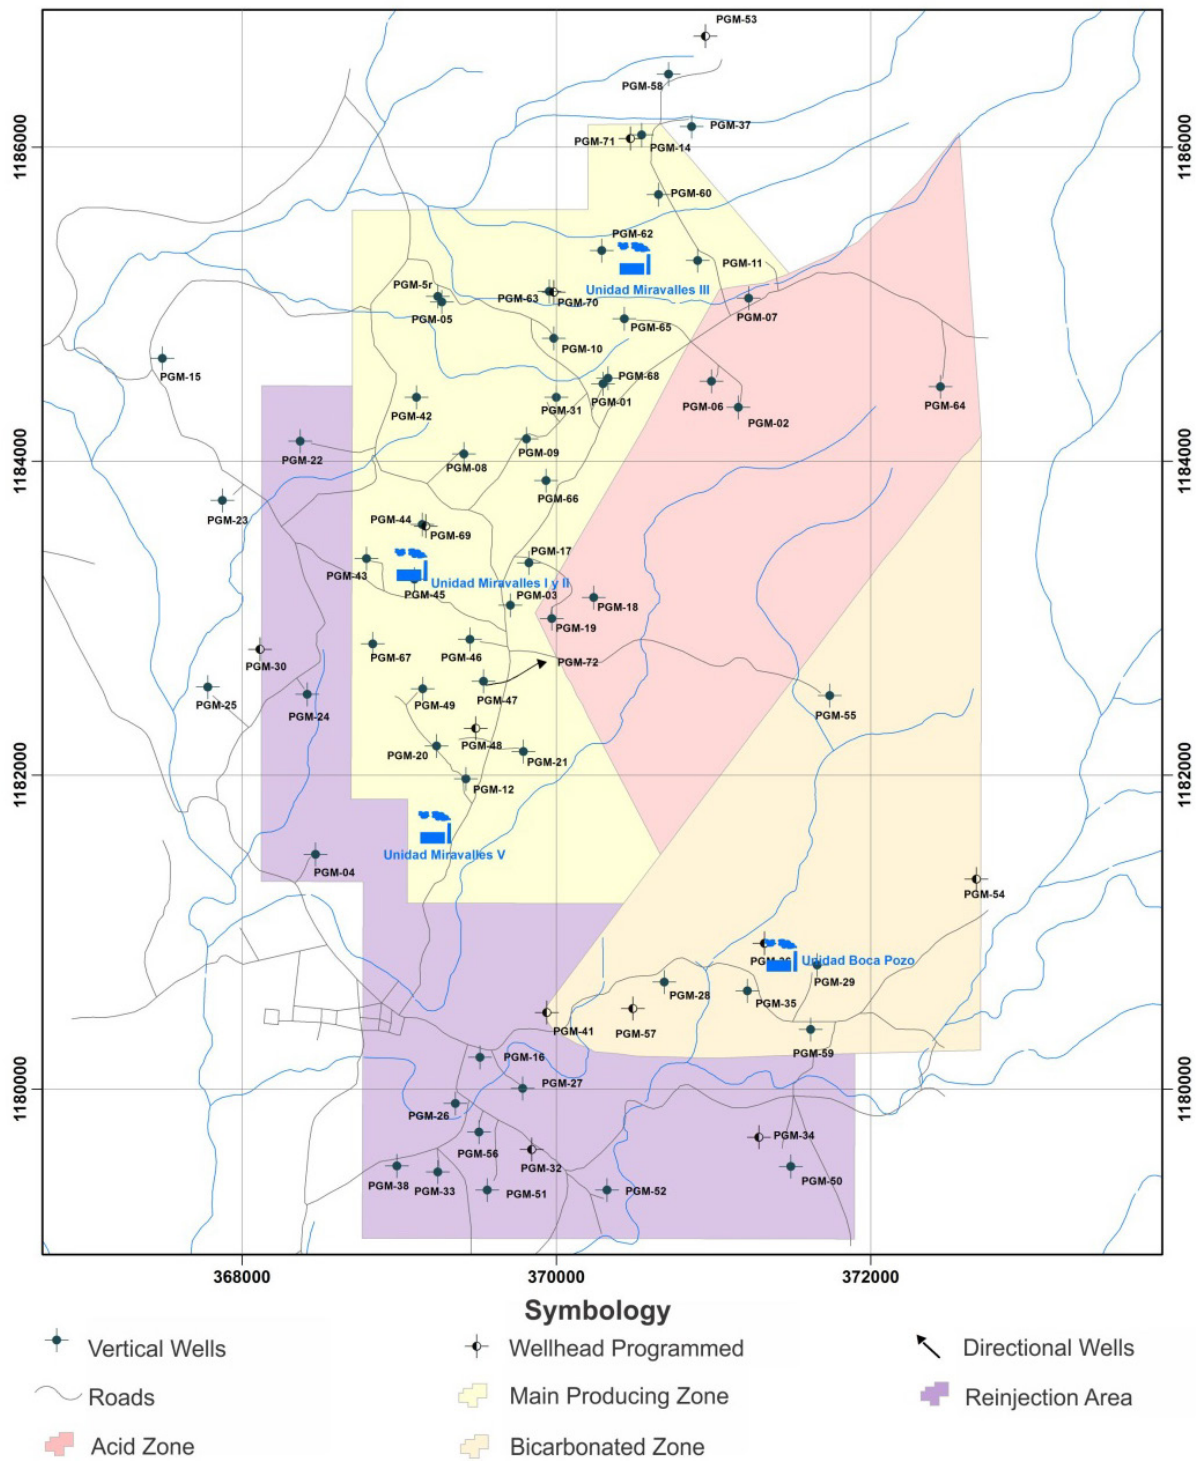 PGM-53
PGM-58
PGM-37
PGM-71
PGM-14
1186000
1186000
PGM-60
PGM-62
PGM-11
Unidad Miravalles III
PGM-5r
PGM-63
PGM-70
PGM-05
PGM-07
PGM-65
PGM-10
PGM-15
PGM-68
PGM-01
PGM-42
PGM-31
PGM-06
PGM-64
PGM-02
PGM-22
PGM-09
PGM-08
1184000
1184000
PGM-66
PGM-23
PGM-44
PGM-69
PGM-17
PGM-43
Unidad Miravalles I y II
PGM-45
PGM-03
PGM-18
PGM-19
PGM-67
PGM-46
PGM-30
PGM-72
PGM-25
PGM-24
PGM-49
PGM-47
PGM-55
PGM-48
PGM-20
PGM-21
1182000
1182000
PGM-12
Unidad Miravalles V
PGM-04
PGM-54
Unidad Boca Pozo
PGM-29
PGM-28
PGM-35
PGM-41
PGM-57
PGM-59
PGM-16
1180000
1180000
PGM-27
PGM-26
PGM-34
PGM-56
PGM-32
PGM-38
PGM-33
PGM-51
PGM-52
PGM-50
368000
370000
372000
Symbology
Vertical Wells
Wellhead Programmed
Directional Wells
Roads
Main Producing Zone
Reinjection Area
Acid Zone
Bicarbonated Zone